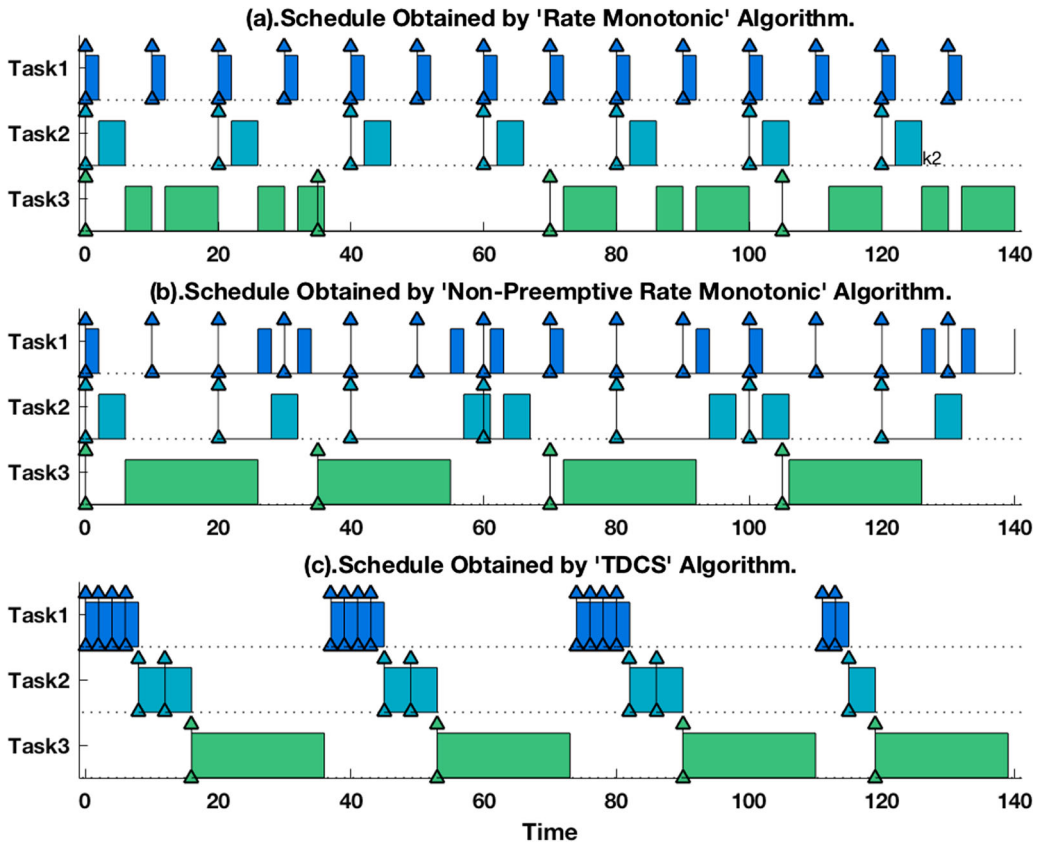 (a).Schedule Obtained by 'Rate Monotonic' Algorithm.
Task1
Task2
k2
Task3
0 20 40 60 80 100 120 140
(b).Schedule Obtained by 'Non-Preemptive Rate Monotonic' Algorithm.
Task1
Task2
Task3
0 20 40 60 80 100 120 140
(c).Schedule Obtained by 'TDCS' Algorithm.
Task1
Task2
Task3
0 20 40 60 80 100 120 140
Time